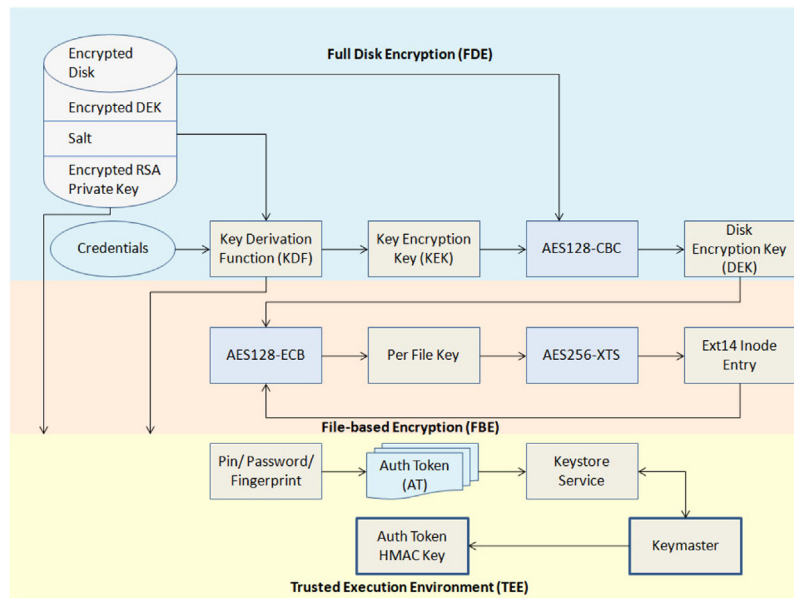 Full Disk Encryption (FDE)
Encrypted
Disk
Encrypted DEK
Salt
Encrypted RSA
Private Key
Credentials
Key Derivation
Function (KDF)
Key Encryption
Key (KEK)
AES128-CBC
Disk
Encryption Key
(DEK)
AES128-ECB
Per File Key
AES256-XTS
Ext14 Inode
Entry
File-based Encryption (FBE)
Pin/ Password/
Fingerprint
Auth Token
(AT)
Keystore
Service
Auth Token
HMAC Key
Keymaster
Trusted Execution Environment (TEE)